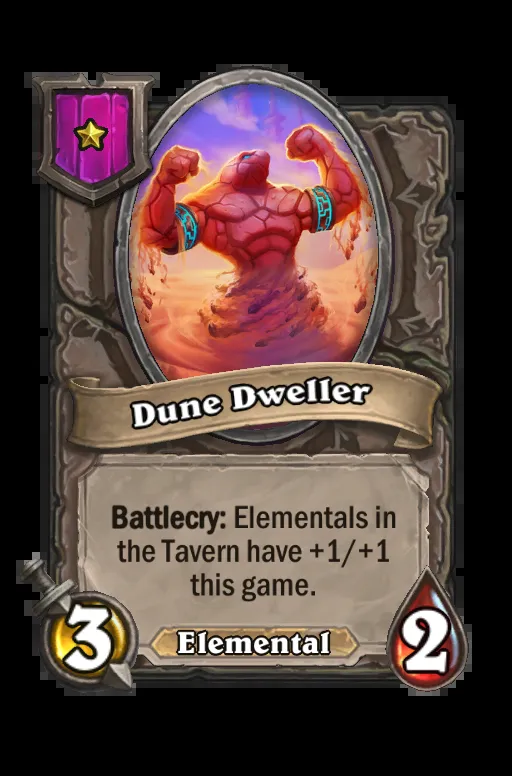 Dune Dweller
Battlecry: Elementals in
the Tavern have +1/+1
this game.
3
Elemental
2